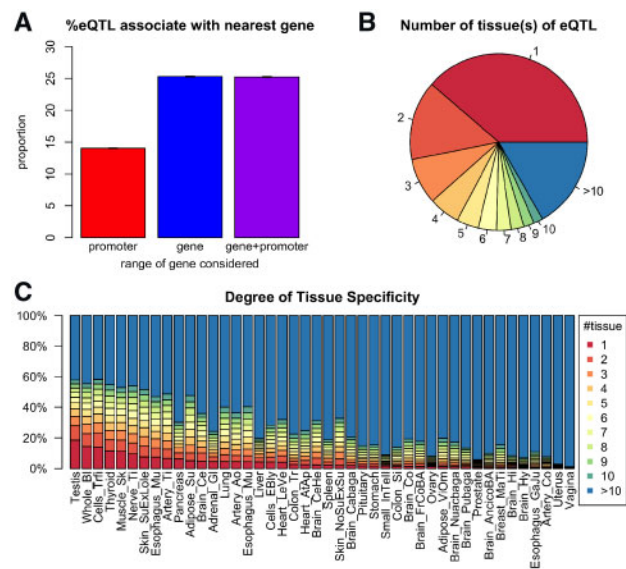 A
%eQTL associate with nearest gene
proportion
30
25
20
15
10
5
0
promoter
gene
gene+promoter
range of gene considered
B
Number of tissue(s) of eQTL
1
2
3
4
5
6
7
8
9
10
>10
C
Degree of Tissue Specificity
100%
80%
60%
40%
20%
0%
Testis
Whole_Bl
Cells_Trfi
Thyroid
Muscle_Sk
Nerve_Ti
Skin_SuExLole
Esophagus_Mu
Artery_Ti
Pancreas
Adipose_Su
Brain_Ce
Adrenal_Gl
Lung
Artery_Ao
Esophagus_Mu
Liver
Cells_EBly
Heart_LeVe
Colon_Tr
Heart_AtAp
Brain_CeHe
Spleen
Skin_NoSuExSu
Brain_Cabaga
Pituitary
Stomach
Small_InTeIl
Colon_Si
Brain_Co
Brain_FrCoBA
Ovary
Adipose_ViOm
Brain_Nuacbaga
Brain_Pubaga
Prostate
Brain_AncincoBA
Breast_MaTi
Brain_Hi
Brain_Hy
Esophagus_GaJu
Artery_Co
Uterus
Vagina
#tissue
1
2
3
4
5
6
7
8
9
10
>10